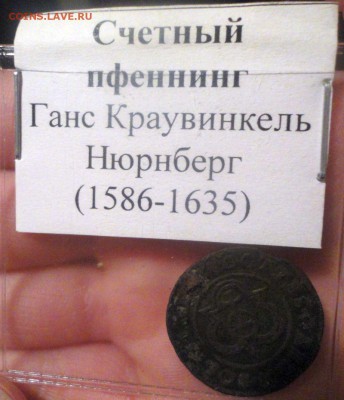 COINS.LAVE.RU
Счетный
пфеннинг
Ганс Краувинкель
Нюрнберг
(1586-1635)